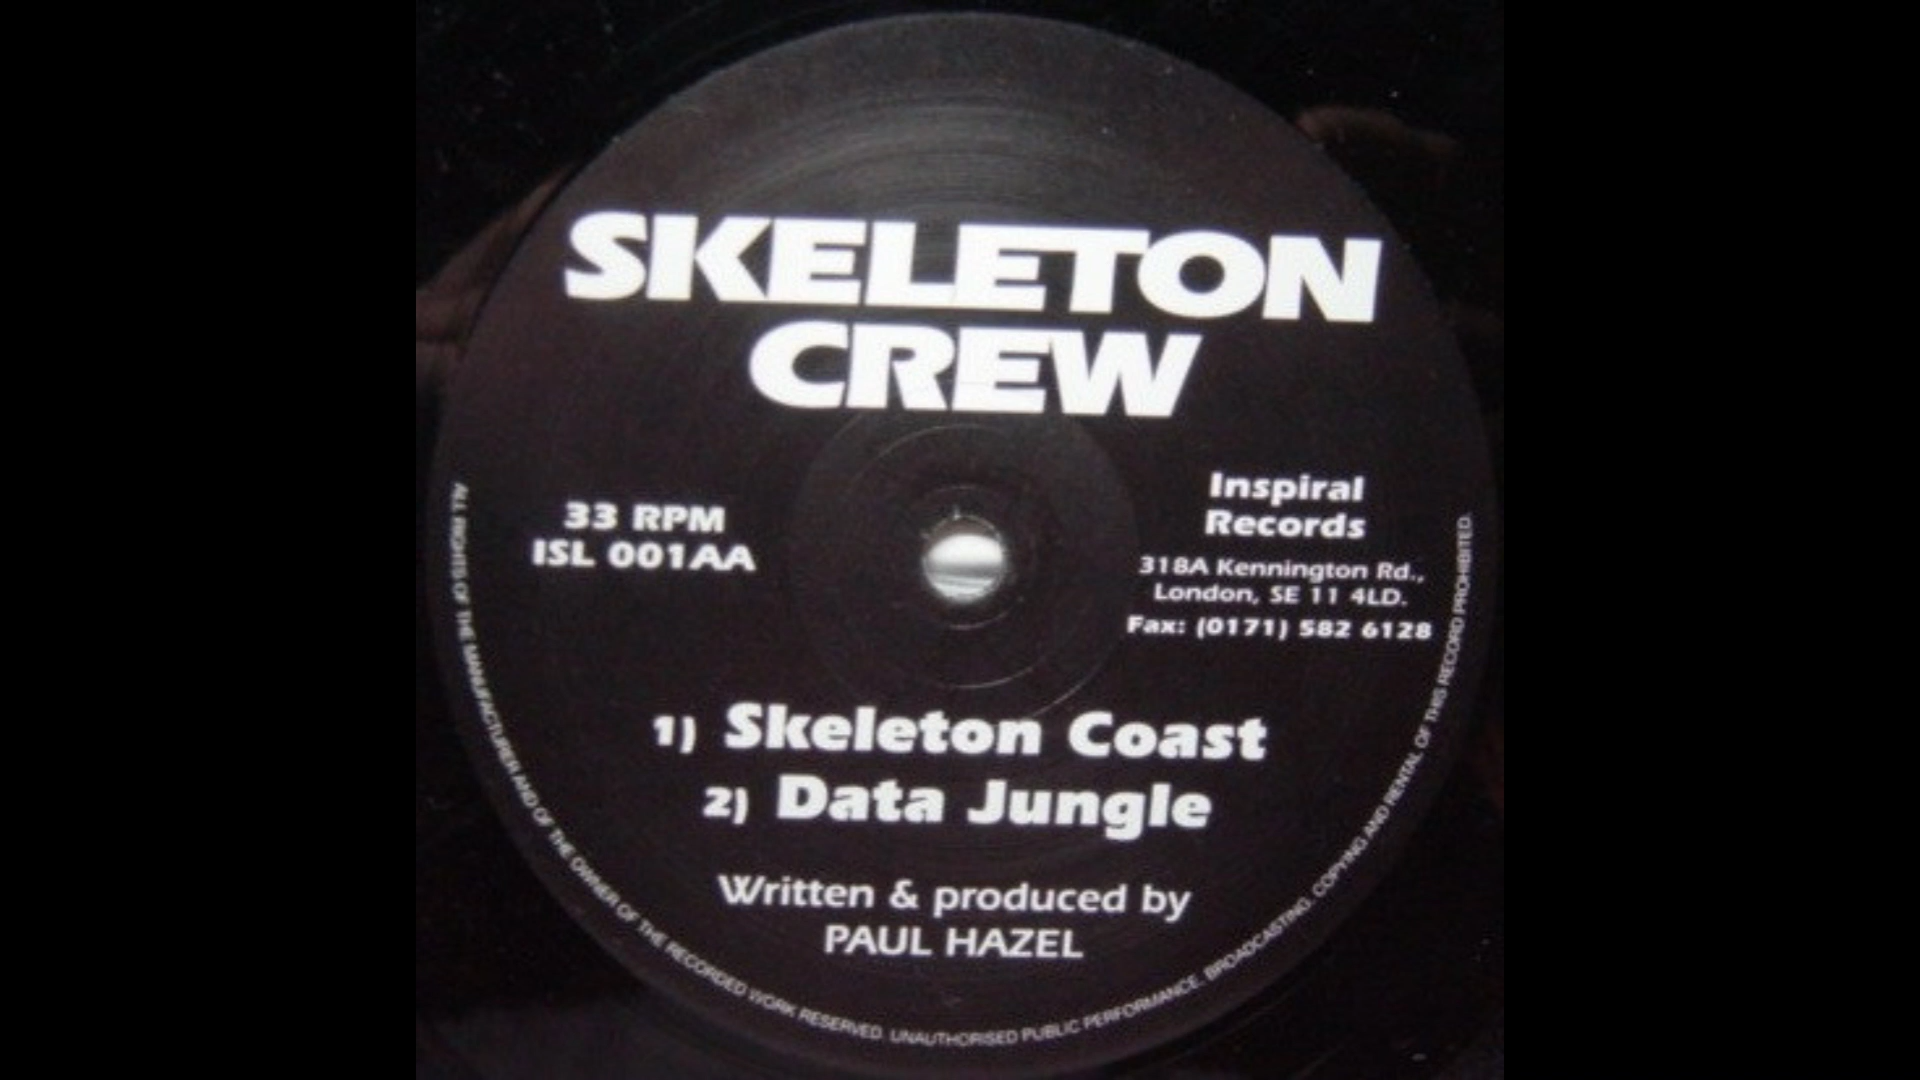 SKELETON
CREW
33 RPM
ISL 001AA
Inspiral
Records
318A Kennington Rd.,
London, SE 11 4LD.
Fax: (0171) 582 6128
1) Skeleton Coast
2) Data Jungle
Written & produced by
PAUL HAZEL
ALL RIGHTS OF THE MANUFACTURER AND OF THE OWNER OF THE RECORDED WORK RESERVED. UNAUTHORISED PUBLIC PERFORMANCE, BROADCASTING, COPYING AND RENTAL OF THIS RECORD PROHIBITED.